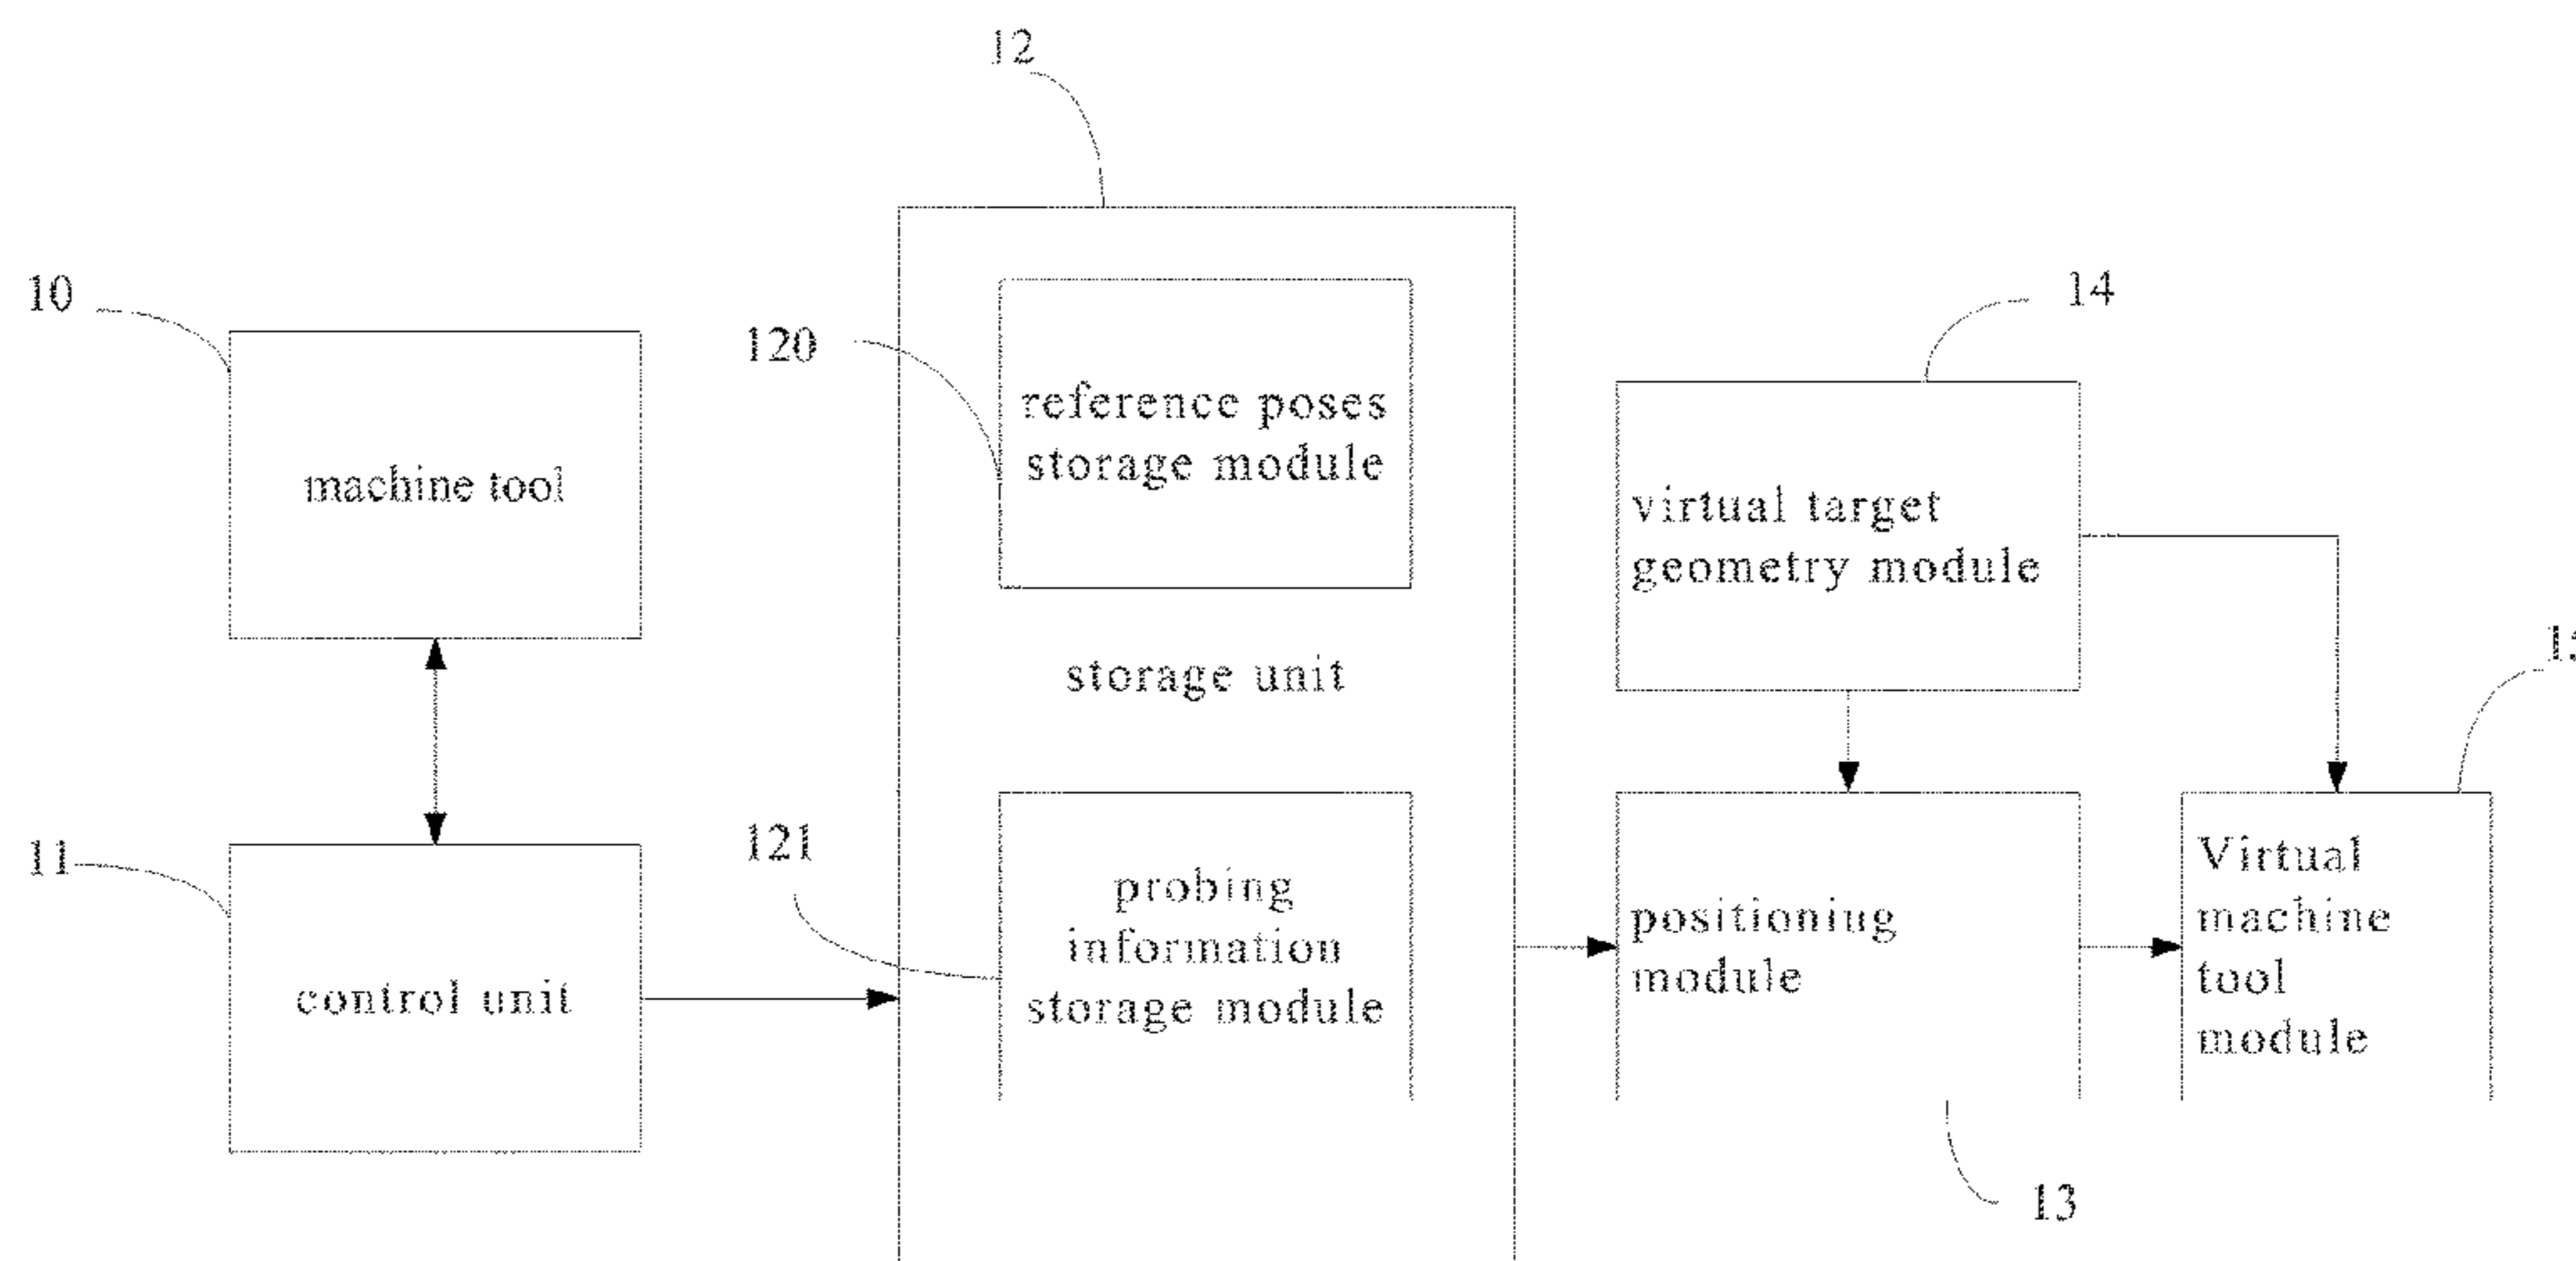 12
10
machine tool
11
control unit
120
reference poses
storage module
storage unit
121
probing
information
storage module
14
virtual target
geometry module
positioning
module
13
Virtual
machine
tool
module